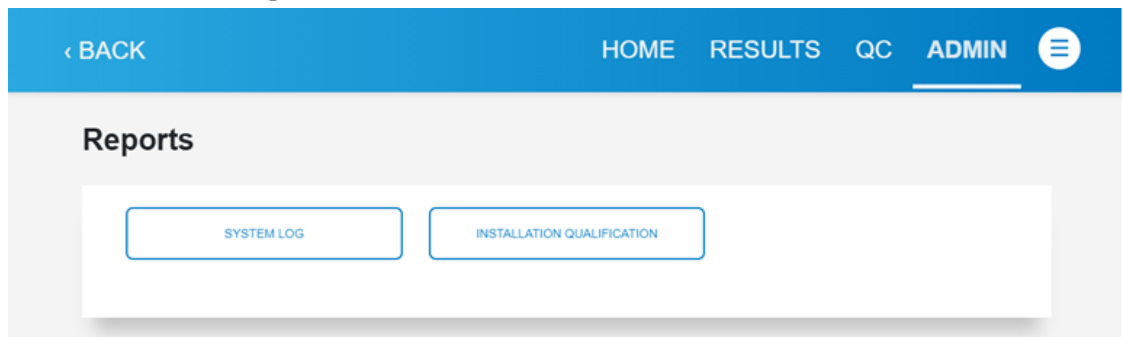 ‹ BACK HOME RESULTS QC ADMIN
Reports
SYSTEM LOG INSTALLATION QUALIFICATION